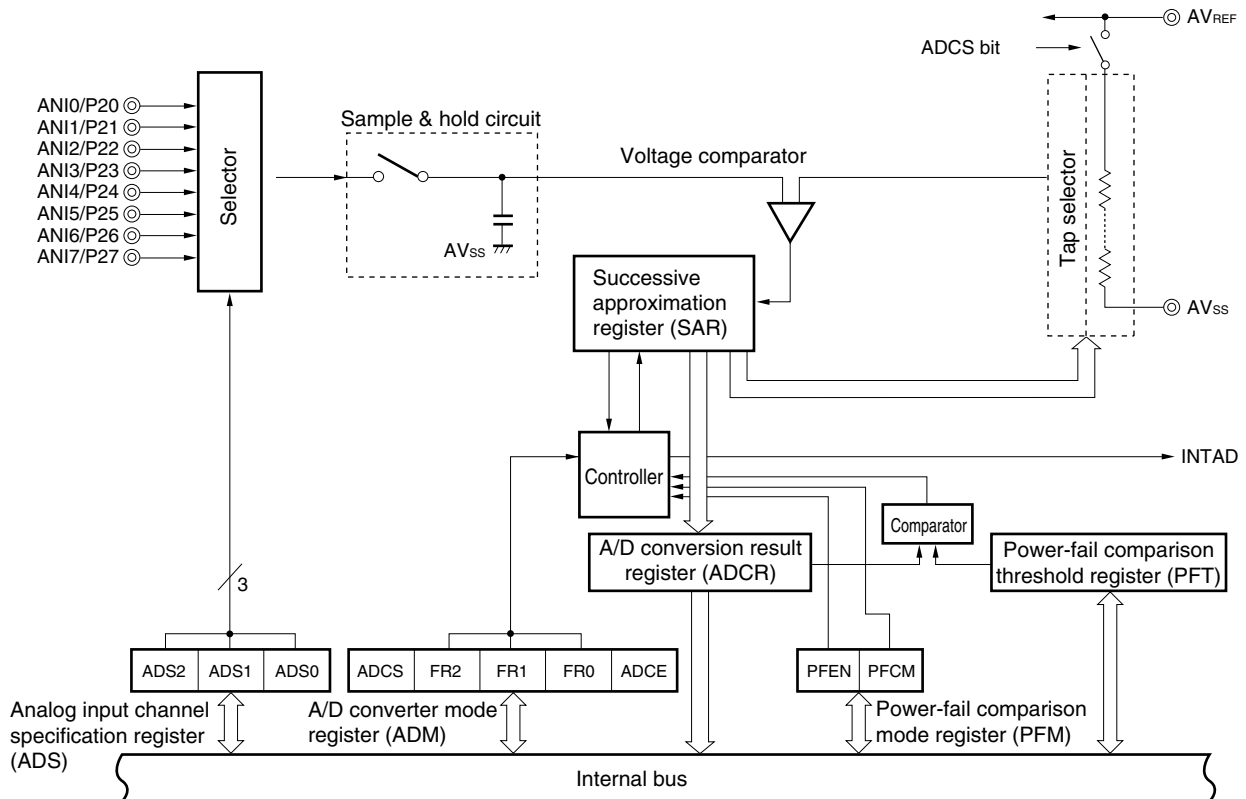 AVREF
ADCS bit
ANI0/P20
ANI1/P21
ANI2/P22
ANI3/P23
ANI4/P24
ANI5/P25
ANI6/P26
ANI7/P27
Selector
Sample & hold circuit
AVSS
Voltage comparator
Tap selector
AVSS
Successive
approximation
register (SAR)
Controller
INTAD
Comparator
A/D conversion result
register (ADCR)
Power-fail comparison
threshold register (PFT)
3
ADS2 ADS1 ADS0
ADCS FR2 FR1 FR0 ADCE
PFEN PFCM
Analog input channel
specification register
(ADS)
A/D converter mode
register (ADM)
Power-fail comparison
mode register (PFM)
Internal bus